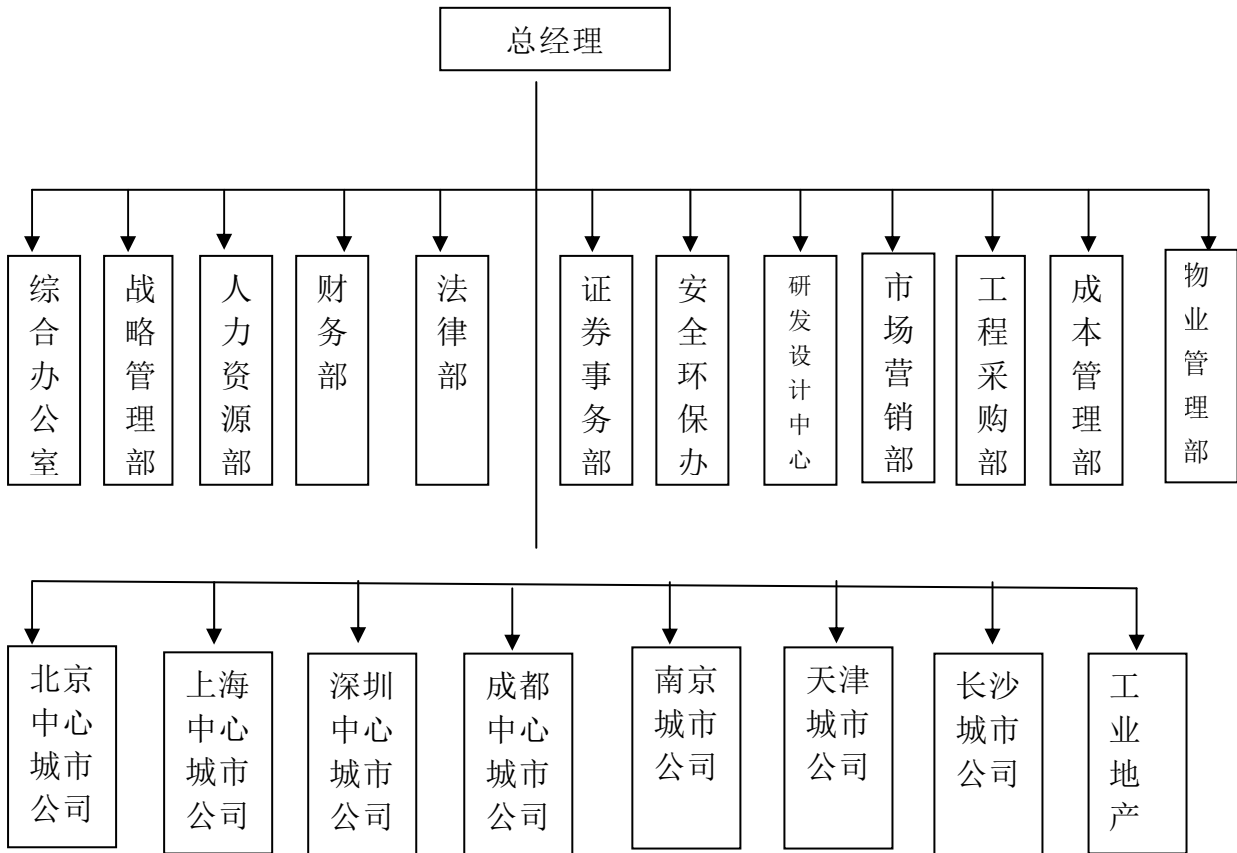 总经理
综合办公室
战略管理部
人力资源部
财务部
法律部
证券事务部
安全环保办
研发设计中心
市场营销部
工程采购部
成本管理部
物业管理部
北京
中心
城市
公司
上海
中心
城市
公司
深圳
中心
城市
公司
成都
中心
城市
公司
南京
城市
公司
天津
城市
公司
长沙
城市
公司
工业地产